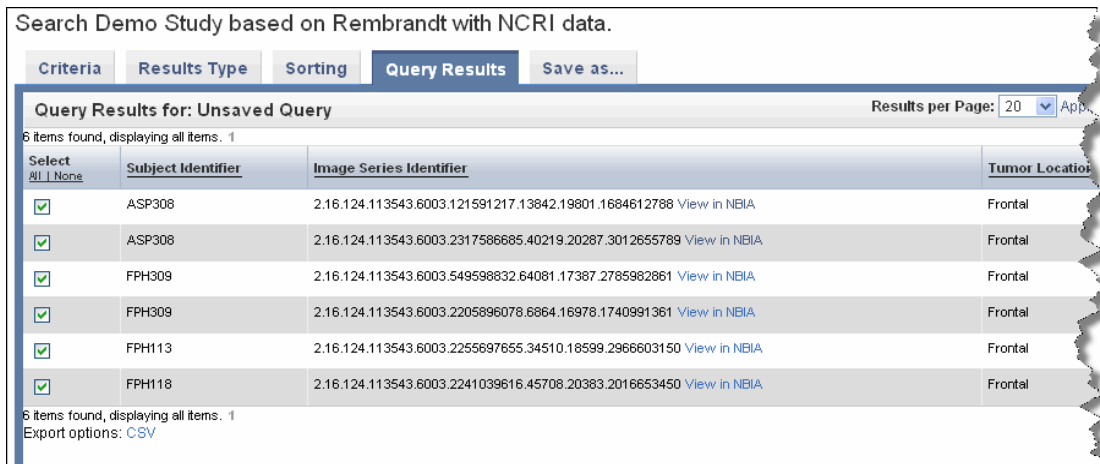 Search Demo Study based on Rembrandt with NCRI data.
Criteria Results Type Sorting Query Results Save as...
Query Results for: Unsaved Query Results per Page: 20
6 items found, displaying all items. 1
Select All | None Subject Identifier Image Series Identifier Tumor Location
ASP308 2.16.124.113543.6003.121591217.13842.19801.1684612788 View in NBIA Frontal
ASP308 2.16.124.113543.6003.2317586685.40219.20287.3012655789 View in NBIA Frontal
FPH309 2.16.124.113543.6003.549598832.64081.17387.2785982861 View in NBIA Frontal
FPH309 2.16.124.113543.6003.2205896078.6864.16978.1740991361 View in NBIA Frontal
FPH113 2.16.124.113543.6003.2255697655.34510.18599.2966603150 View in NBIA Frontal
FPH118 2.16.124.113543.6003.2241039616.45708.20383.2016653450 View in NBIA Frontal
6 items found, displaying all items. 1
Export options: CSV